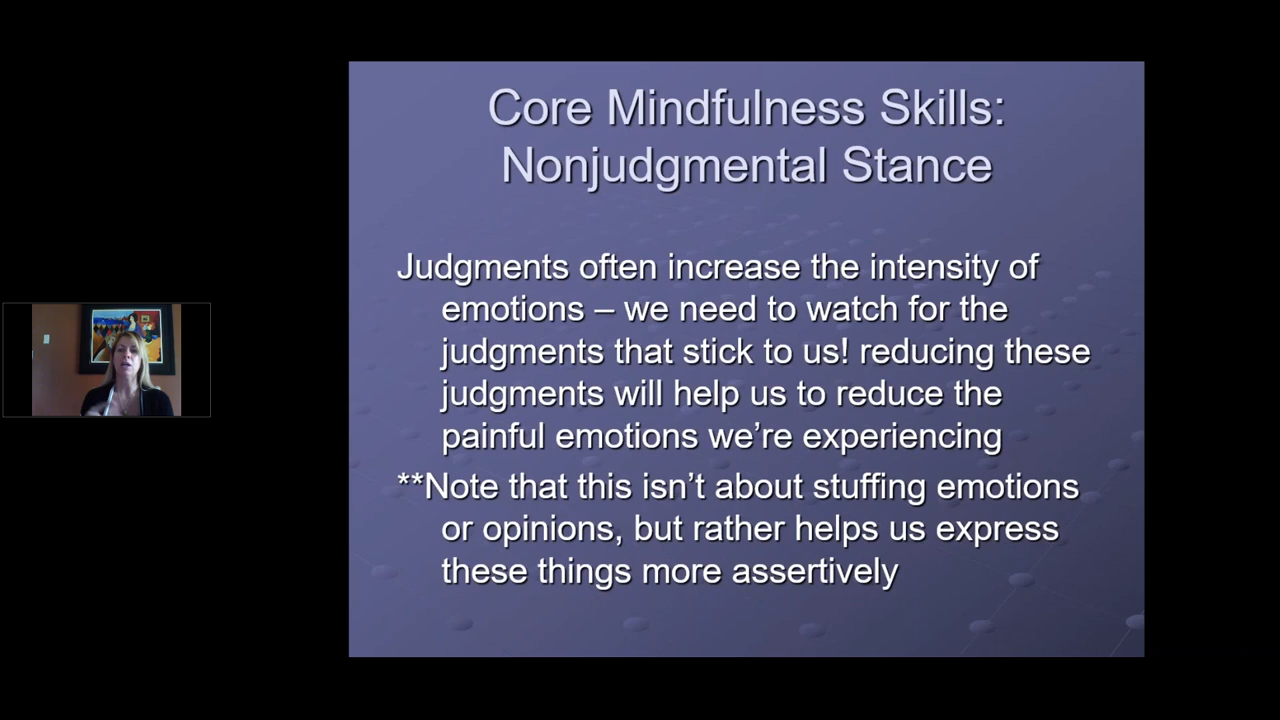 Core Mindfulness Skills:
Nonjudgmental Stance
Judgments often increase the intensity of
emotions – we need to watch for the
judgments that stick to us! reducing these
judgments will help us to reduce the
painful emotions we’re experiencing
**Note that this isn’t about stuffing emotions
or opinions, but rather helps us express
these things more assertively